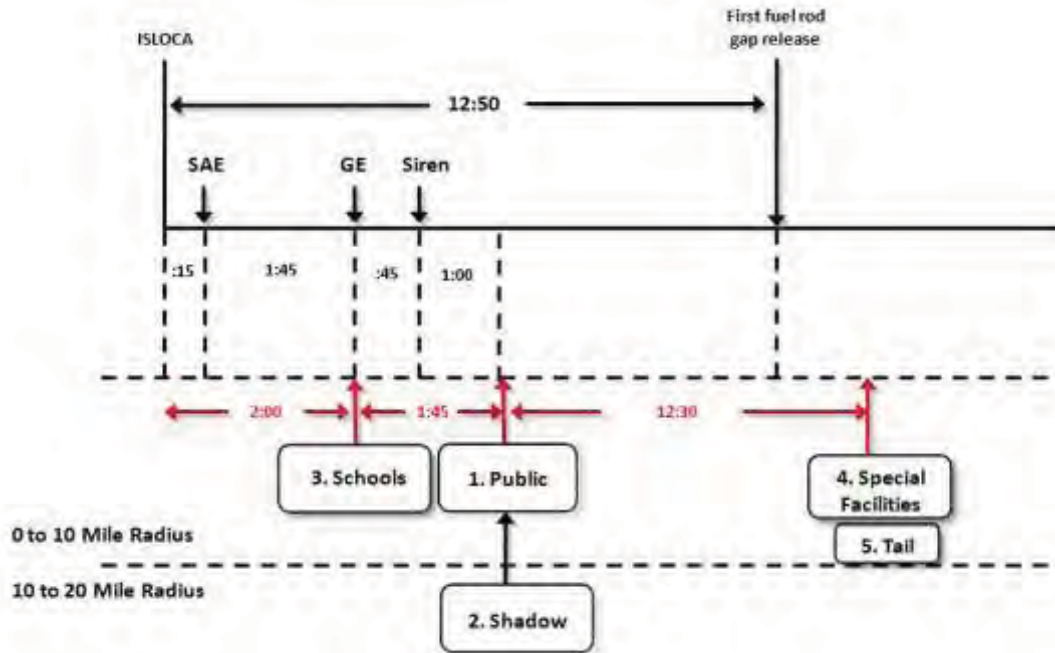 ISLOCA
First fuel rod
gap release
12:50
SAE
GE
Siren
:15
1:45
:45
1:00
2:00
1:45
12:30
3. Schools
1. Public
4. Special
Facilities
5. Tail
0 to 10 Mile Radius
10 to 20 Mile Radius
2. Shadow